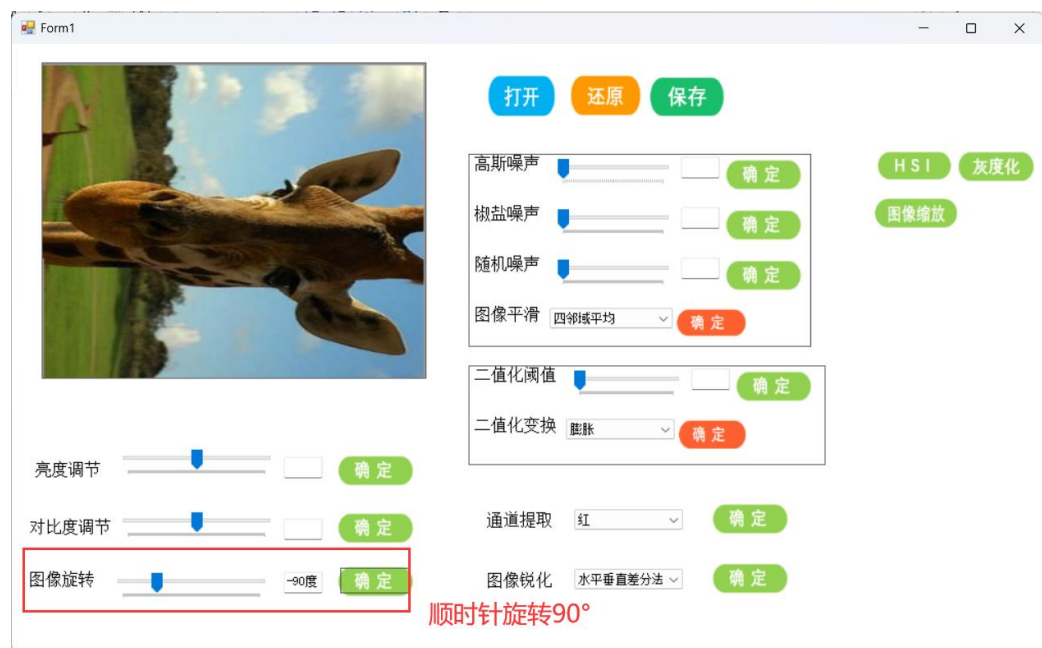 Form1
打开 还原 保存
高斯噪声 确定
HSI 灰度化
椒盐噪声 确定
图像缩放
随机噪声 确定
图像平滑 四邻域平均 确定
二值化阈值 确定
二值化变换 膨胀 确定
亮度调节 确定
通道提取 红 确定
对比度调节 确定
图像旋转 -90度 确定
图像锐化 水平垂直差分法 确定
顺时针旋转90°